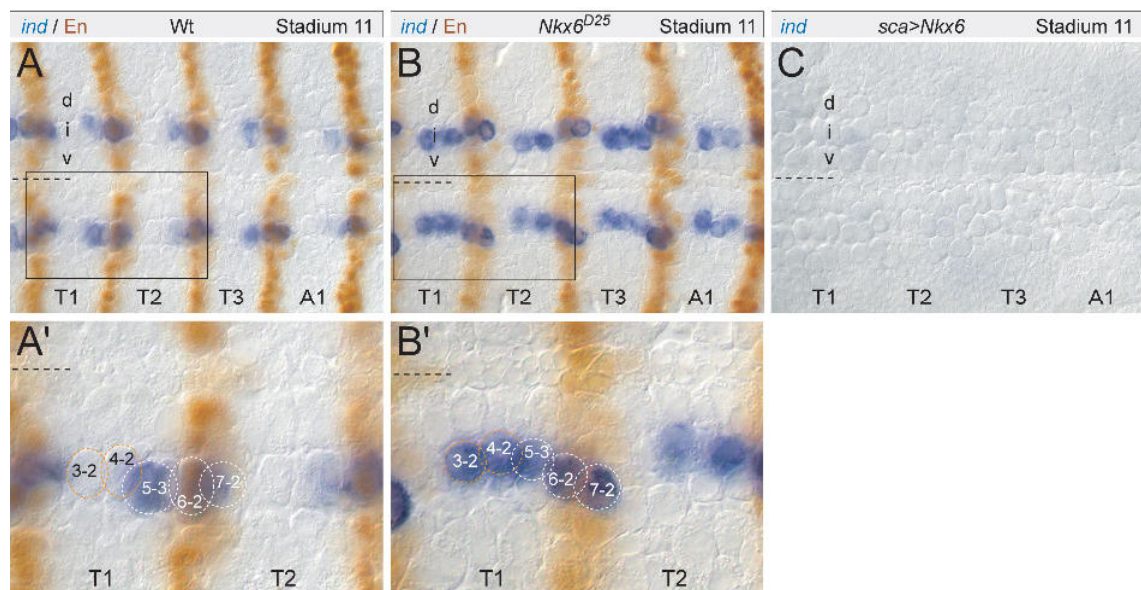 ind / En Wt Stadium 11
ind / En Nkx6D25 Stadium 11
ind sca>Nkx6 Stadium 11
A
d
i
v
T1 T2 T3 A1
B
d
i
v
T1 T2 T3 A1
C
d
i
v
T1 T2 T3 A1
A'
3-2 4-2 5-3 6-2 7-2
T1 T2
B'
3-2 4-2 5-3 6-2 7-2
T1 T2